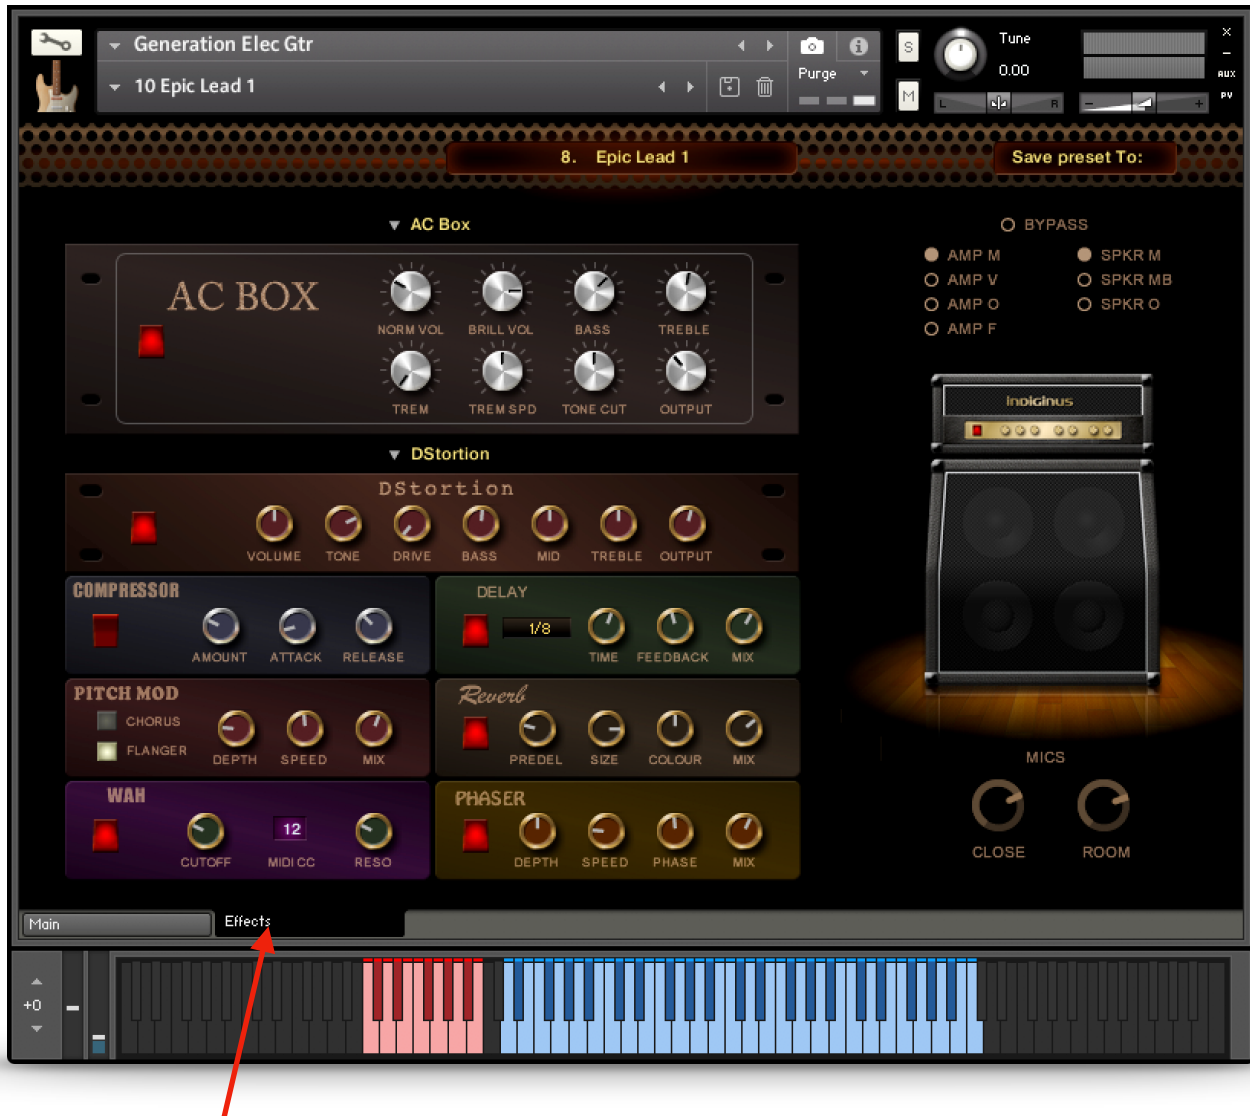 Generation Elec Gtr
S
Tune
0.00
×
AUX
PV
Purge
10 Epic Lead 1
M
L
R
−
+
8. Epic Lead 1
Save preset To:
AC Box
BYPASS
AMP M
SPKR M
AMP V
SPKR MB
AMP O
SPKR O
AMP F
AC BOX
NORM VOL
BRILL VOL
BASS
TREBLE
TREM
TREM SPD
TONE CUT
OUTPUT
INDIGINUS
DStortion
DStortion
VOLUME
TONE
DRIVE
BASS
MID
TREBLE
OUTPUT
COMPRESSOR
AMOUNT
ATTACK
RELEASE
DELAY
1/8
TIME
FEEDBACK
MIX
PITCH MOD
CHORUS
FLANGER
DEPTH
SPEED
MIX
Reverb
PREDEL
SIZE
COLOUR
MIX
WAH
CUTOFF
12
MIDI CC
RESO
PHASER
DEPTH
SPEED
PHASE
MIX
MICS
CLOSE
ROOM
Main
Effects
+0